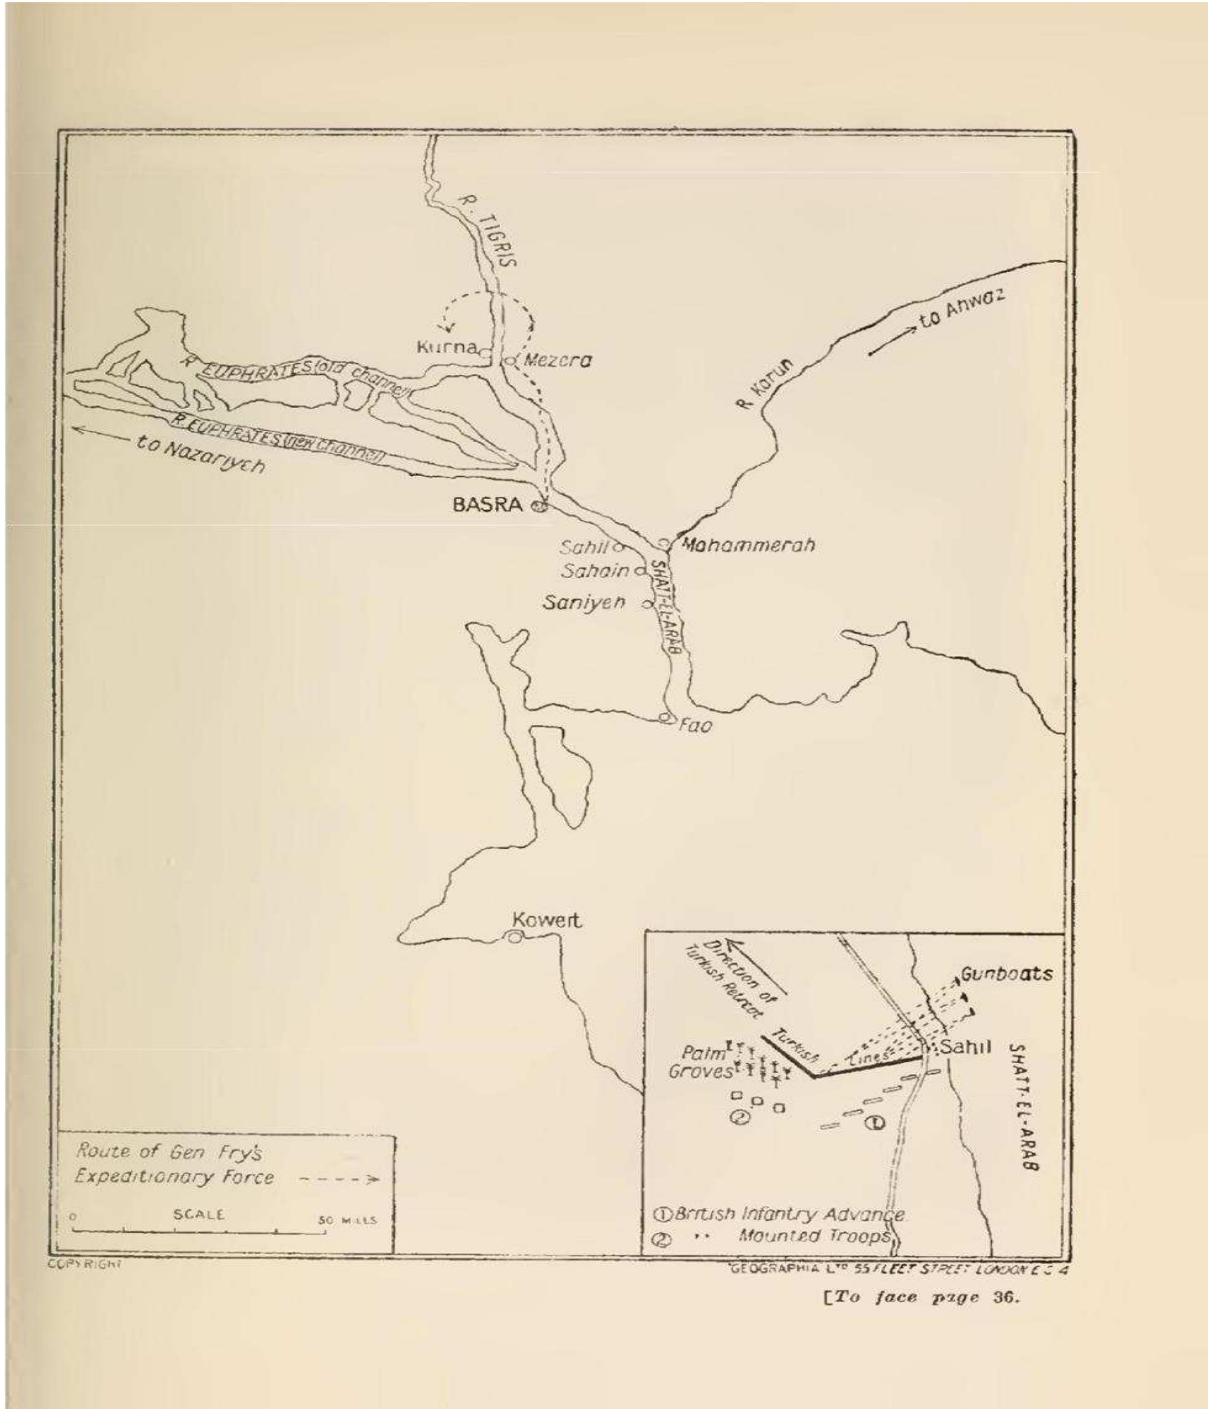 R. TIGRIS
to Ahwaz
Kurna
Mezera
R. EUPHRATES (old channel)
R. Karun
R. EUPHRATES (new channel)
to Nazariyeh
BASRA
Sahil
Mohammerah
Sahain
SHATT-EL-ARAB
Saniyeh
Fao
Kowert
Direction of
Turkish Retreat
Gunboats
Turkish Lines
Sahil
Palm
Groves
SHATT-EL-ARAB
2
1
① British Infantry Advance
② " Mounted Troops
Route of Gen Fry's
Expeditionary Force
SCALE
0 50 MILES
COPYRIGHT
"GEOGRAPHIA" LTD 55 FLEET STREET LONDON E C 4
[To face page 36.